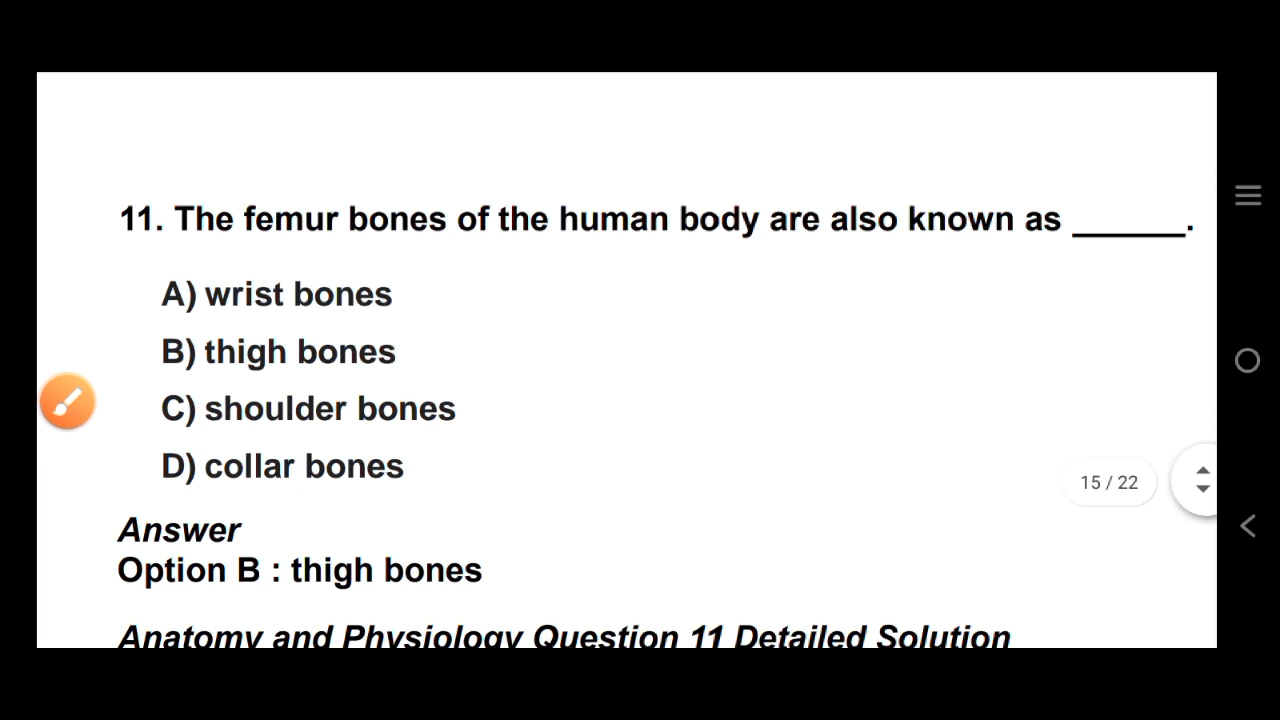 11. The femur bones of the human body are also known as ______.
A) wrist bones
B) thigh bones
C) shoulder bones
D) collar bones
15 / 22
Answer
Option B : thigh bones
Anatomy and Physiology Question 11 Detailed Solution